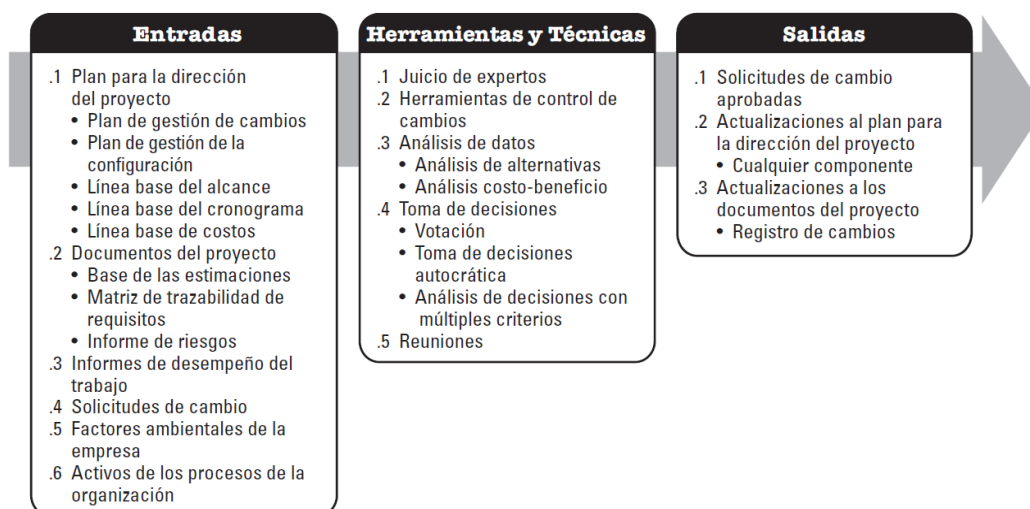 Entradas
.1 Plan para la dirección
del proyecto
• Plan de gestión de cambios
• Plan de gestión de la
configuración
• Línea base del alcance
• Línea base del cronograma
• Línea base de costos
.2 Documentos del proyecto
• Base de las estimaciones
• Matriz de trazabilidad de
requisitos
• Informe de riesgos
.3 Informes de desempeño del
trabajo
.4 Solicitudes de cambio
.5 Factores ambientales de la
empresa
.6 Activos de los procesos de la
organización
Herramientas y Técnicas
.1 Juicio de expertos
.2 Herramientas de control de
cambios
.3 Análisis de datos
• Análisis de alternativas
• Análisis costo-beneficio
.4 Toma de decisiones
• Votación
• Toma de decisiones
autocrática
• Análisis de decisiones con
múltiples criterios
.5 Reuniones
Salidas
.1 Solicitudes de cambio
aprobadas
.2 Actualizaciones al plan para
la dirección del proyecto
• Cualquier componente
.3 Actualizaciones a los
documentos del proyecto
• Registro de cambios